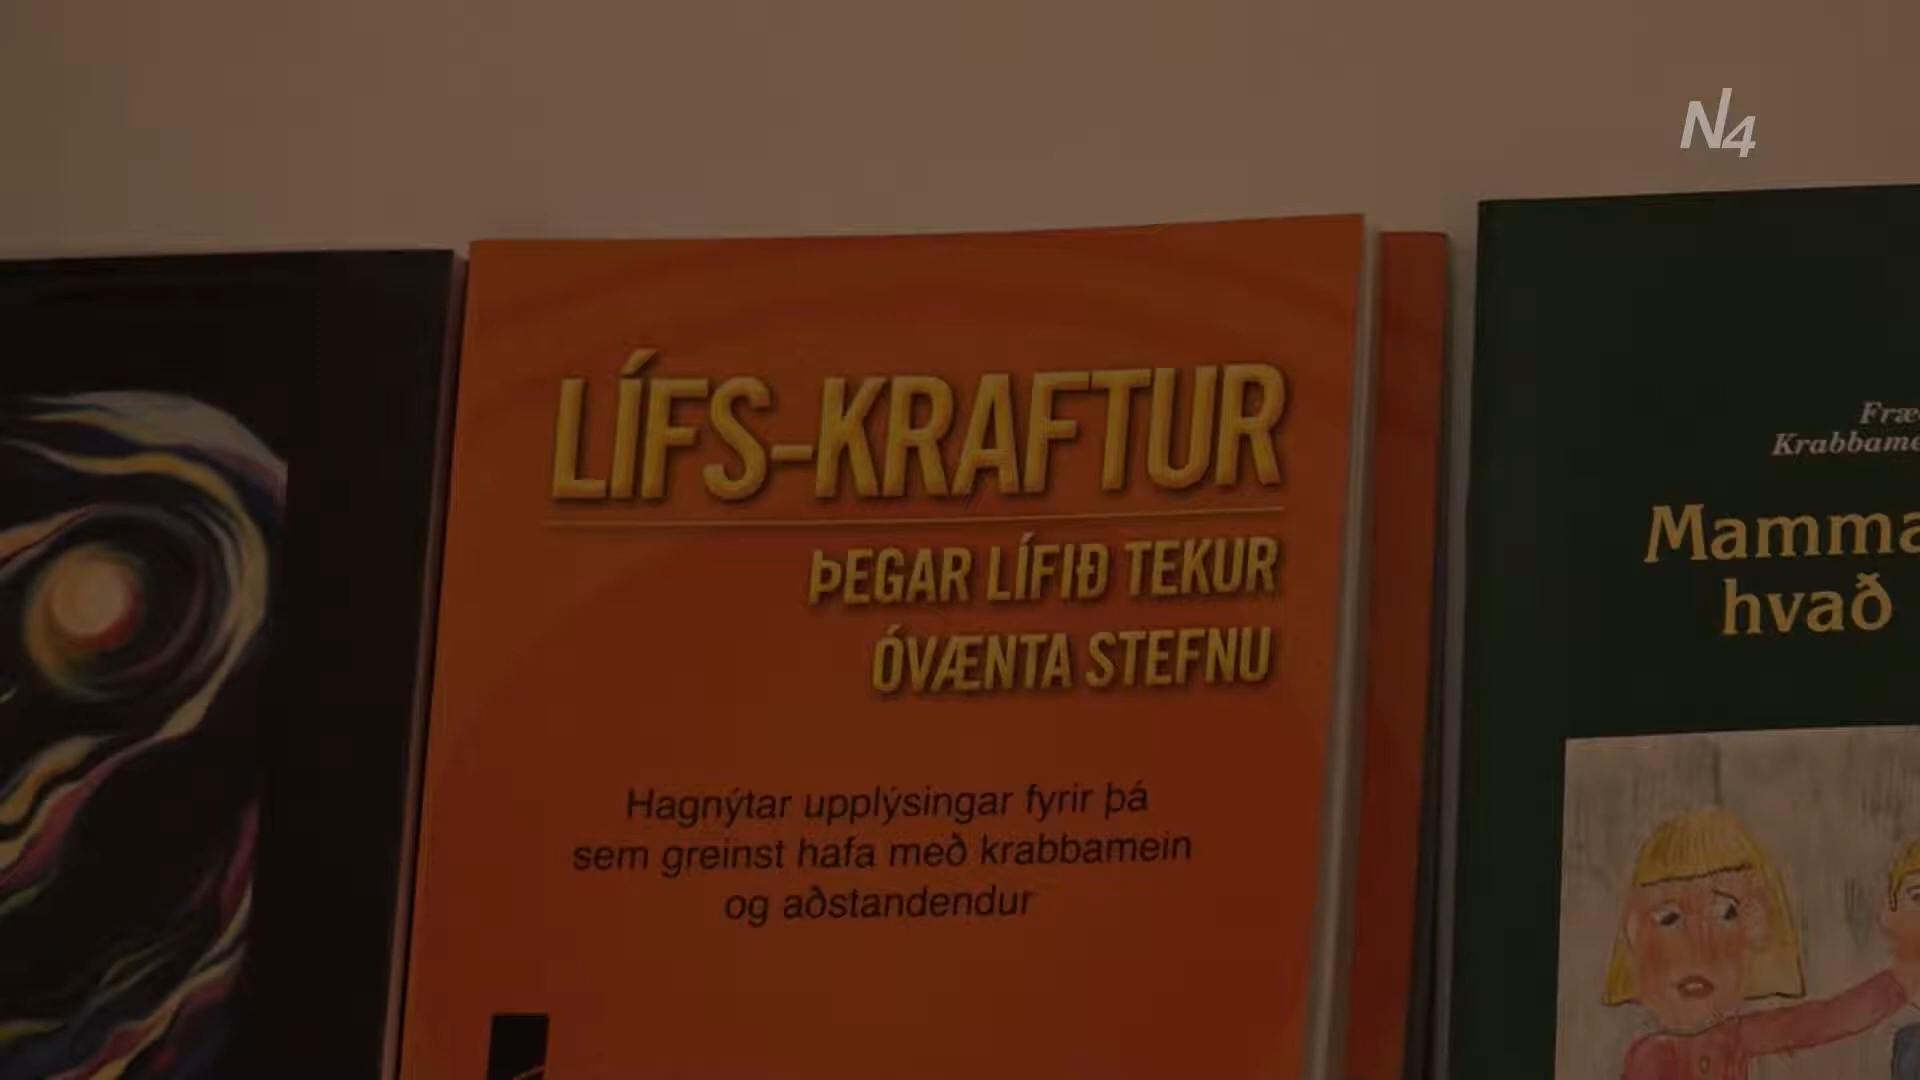 N4
LÍFS-KRAFTUR
ÞEGAR LÍFIÐ TEKUR
ÓVÆNTA STEFNU
Hagnýtar upplýsingar fyrir þá
sem greinst hafa með krabbamein
og aðstandendur
Mamma
hvað